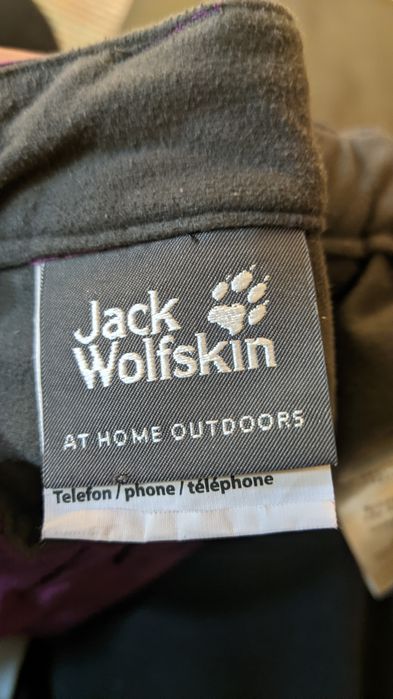 Jack
Wolfskin
AT HOME OUTDOORS
Telefon / phone / téléphone